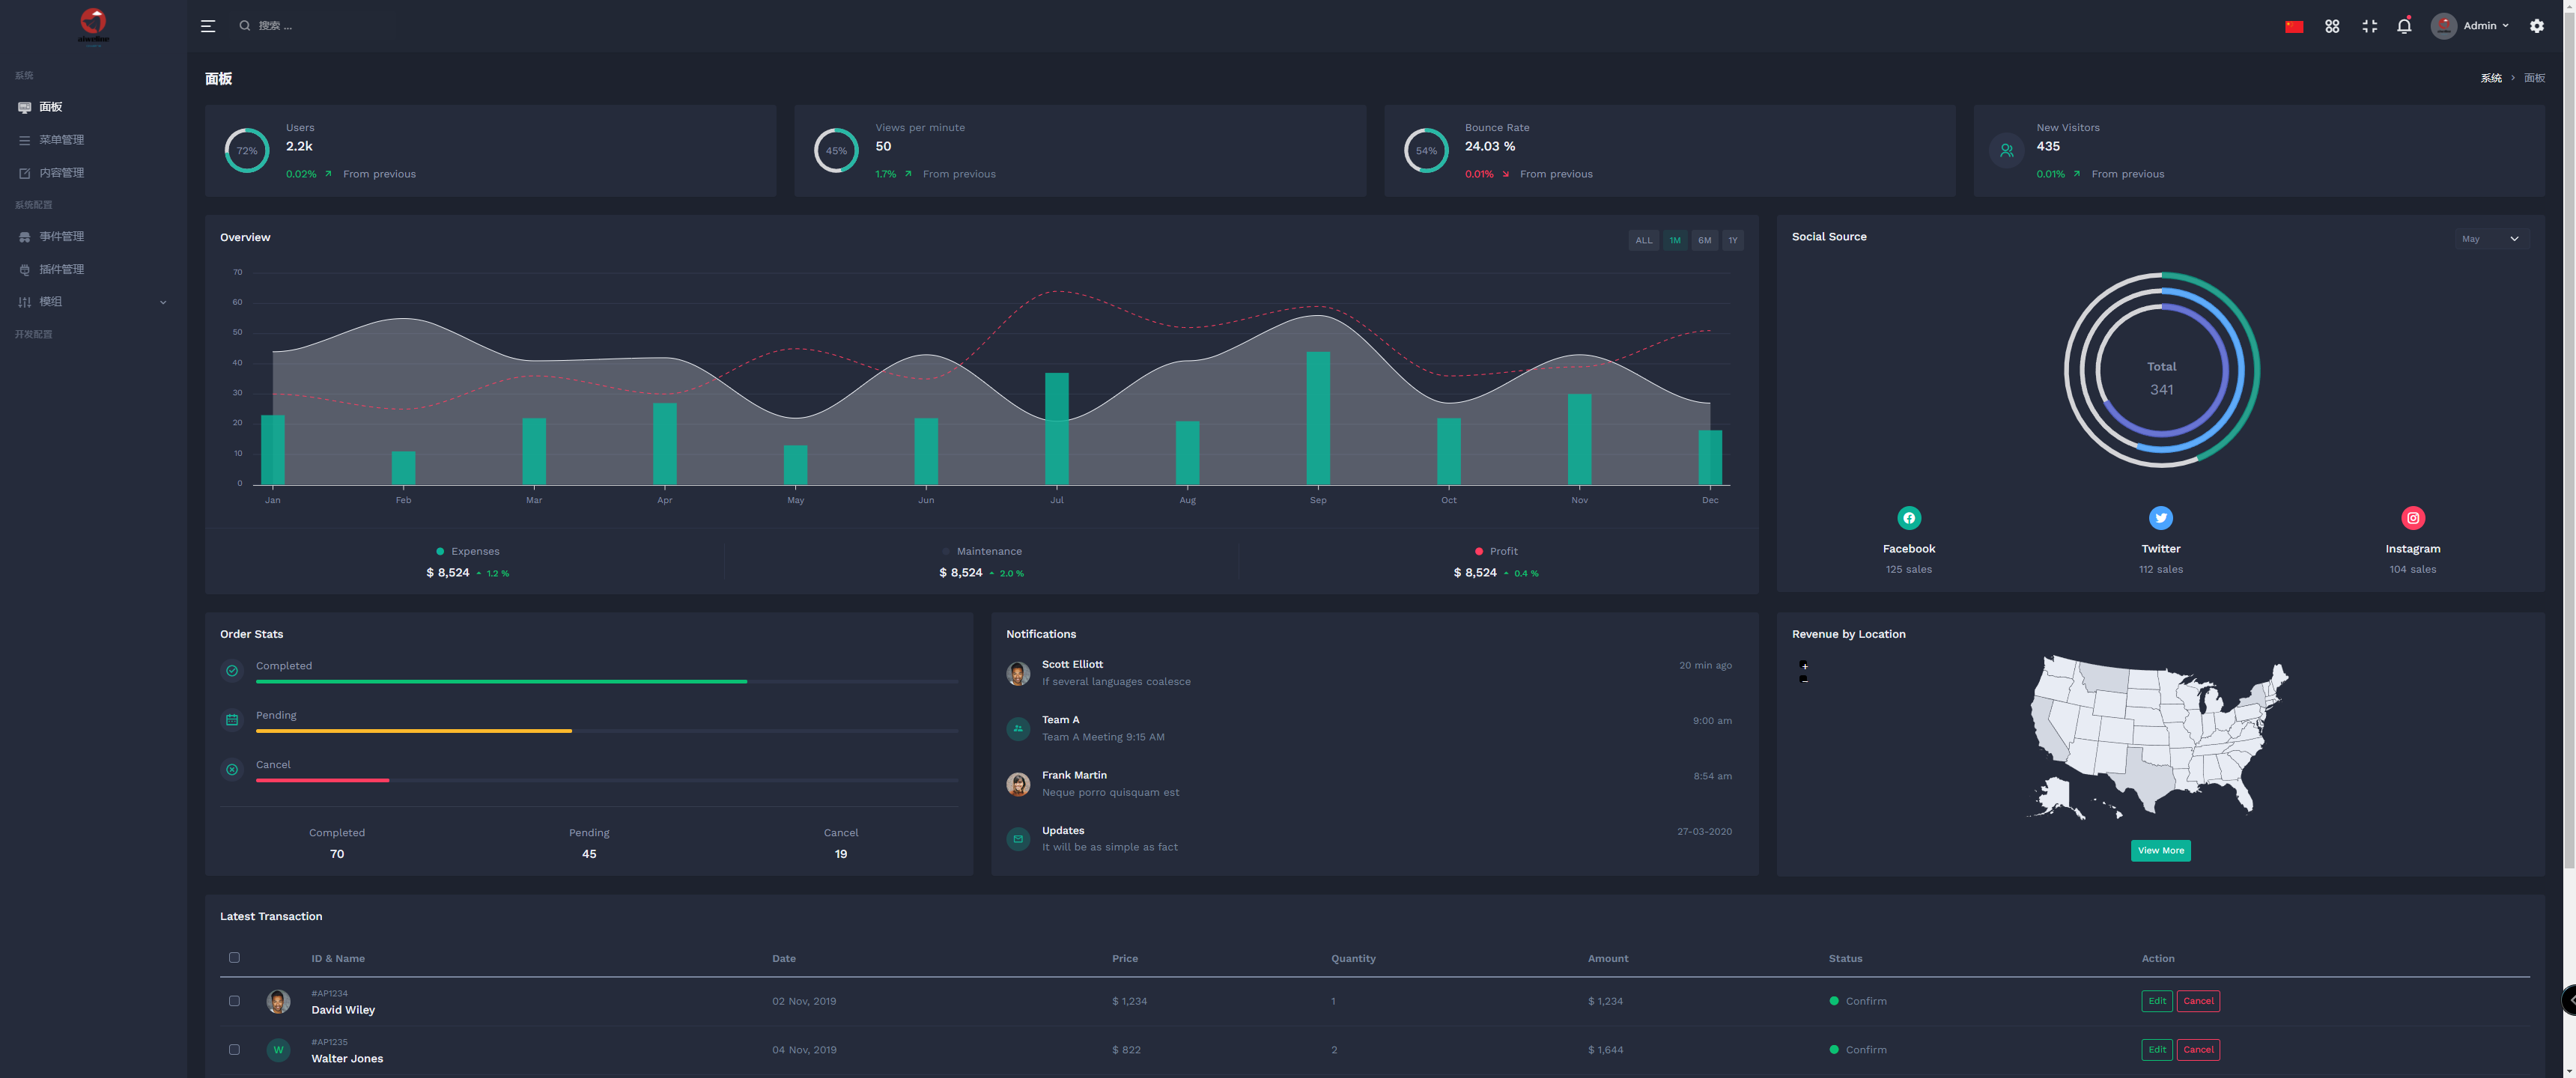 搜索 ...
Admin
系统
面板
菜单管理
内容管理
系统配置
事件管理
插件管理
模组
开发配置
面板
系统 > 面板
72%
Users
2.2k
0.02% From previous
45%
Views per minute
50
1.7% From previous
54%
Bounce Rate
24.03 %
0.01% From previous
New Visitors
435
0.01% From previous
Overview
ALL 1M 6M 1Y
70
60
50
40
30
20
10
0
Jan Feb Mar Apr May Jun Jul Aug Sep Oct Nov Dec
Expenses
$ 8,524 1.2 %
Maintenance
$ 8,524 2.0 %
Profit
$ 8,524 0.4 %
Social Source
May
Total
341
Facebook
125 sales
Twitter
112 sales
Instagram
104 sales
Order Stats
Completed
Pending
Cancel
Completed
70
Pending
45
Cancel
19
Notifications
Scott Elliott
If several languages coalesce
20 min ago
Team A
Team A Meeting 9:15 AM
9:00 am
Frank Martin
Neque porro quisquam est
8:54 am
Updates
It will be as simple as fact
27-03-2020
Revenue by Location
+
−
View More
Latest Transaction
ID & Name Date Price Quantity Amount Status Action
#AP1234
David Wiley
02 Nov, 2019 $ 1,234 1 $ 1,234 Confirm Edit Cancel
W
#AP1235
Walter Jones
04 Nov, 2019 $ 822 2 $ 1,644 Confirm Edit Cancel